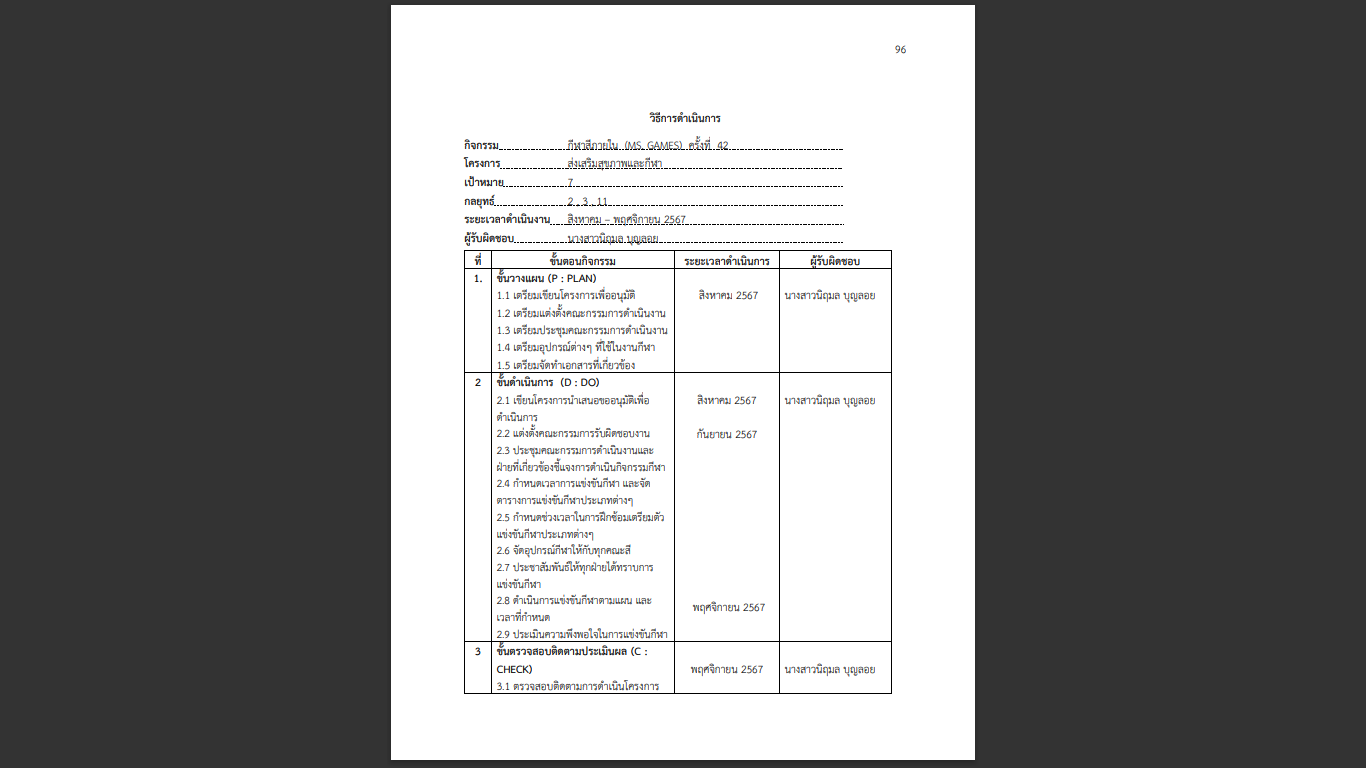 96
วิธีการดำเนินการ
กิจกรรม กีฬาสีภายใน (MS. GAMES) ครั้งที่ 42
โครงการ ส่งเสริมสุขภาพและกีฬา
เป้าหมาย 7
กลยุทธ์ 2 , 3 , 11
ระยะเวลาดำเนินงาน สิงหาคม – พฤศจิกายน 2567
ผู้รับผิดชอบ นางสาวนิฤมล บุญลอย
ที่ ขั้นตอนกิจกรรม ระยะเวลาดำเนินการ ผู้รับผิดชอบ
1. ขั้นวางแผน (P : PLAN)
1.1 เตรียมเขียนโครงการเพื่ออนุมัติ สิงหาคม 2567 นางสาวนิฤมล บุญลอย
1.2 เตรียมแต่งตั้งคณะกรรมการดำเนินงาน
1.3 เตรียมประชุมคณะกรรมการดำเนินงาน
1.4 เตรียมอุปกรณ์ต่างๆ ที่ใช้ในงานกีฬา
1.5 เตรียมจัดทำเอกสารที่เกี่ยวข้อง
2 ขั้นดำเนินการ (D : DO)
2.1 เขียนโครงการนำเสนอขออนุมัติเพื่อ สิงหาคม 2567 นางสาวนิฤมล บุญลอย
ดำเนินการ
2.2 แต่งตั้งคณะกรรมการรับผิดชอบงาน กันยายน 2567
2.3 ประชุมคณะกรรมการดำเนินงานและ
ฝ่ายที่เกี่ยวข้องชี้แจงการดำเนินกิจกรรมกีฬา
2.4 กำหนดเวลาการแข่งขันกีฬา และจัด
ตารางการแข่งขันกีฬาประเภทต่างๆ
2.5 กำหนดช่วงเวลาในการฝึกซ้อมเตรียมตัว
แข่งขันกีฬาประเภทต่างๆ
2.6 จัดอุปกรณ์กีฬาให้กับทุกคณะสี
2.7 ประชาสัมพันธ์ให้ทุกฝ่ายได้ทราบการ
แข่งขันกีฬา
2.8 ดำเนินการแข่งขันกีฬาตามแผน และ พฤศจิกายน 2567
เวลาที่กำหนด
2.9 ประเมินความพึงพอใจในการแข่งขันกีฬา
3 ขั้นตรวจสอบติดตามประเมินผล (C :
CHECK) พฤศจิกายน 2567 นางสาวนิฤมล บุญลอย
3.1 ตรวจสอบติดตามการดำเนินโครงการ